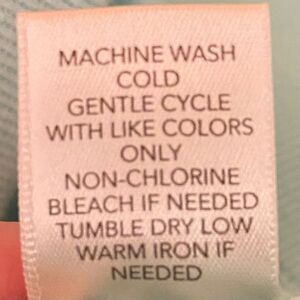 MACHINE WASH
COLD
GENTLE CYCLE
WITH LIKE COLORS
ONLY
NON-CHLORINE
BLEACH IF NEEDED
TUMBLE DRY LOW
WARM IRON IF
NEEDED